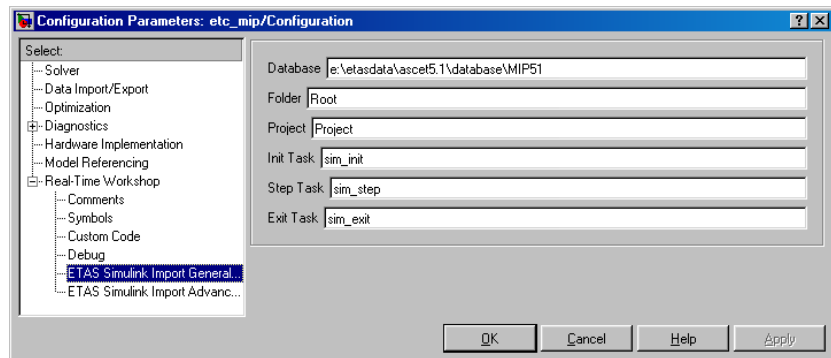 Configuration Parameters: etc_mip/Configuration
Select:
Solver
Data Import/Export
Optimization
Diagnostics
Hardware Implementation
Model Referencing
Real-Time Workshop
Comments
Symbols
Custom Code
Debug
ETAS Simulink Import General...
ETAS Simulink Import Advanc...
Database e:\etasdata\ascet5.1\database\MIP51
Folder Root
Project Project
Init Task sim_init
Step Task sim_step
Exit Task sim_exit
OK Cancel Help Apply